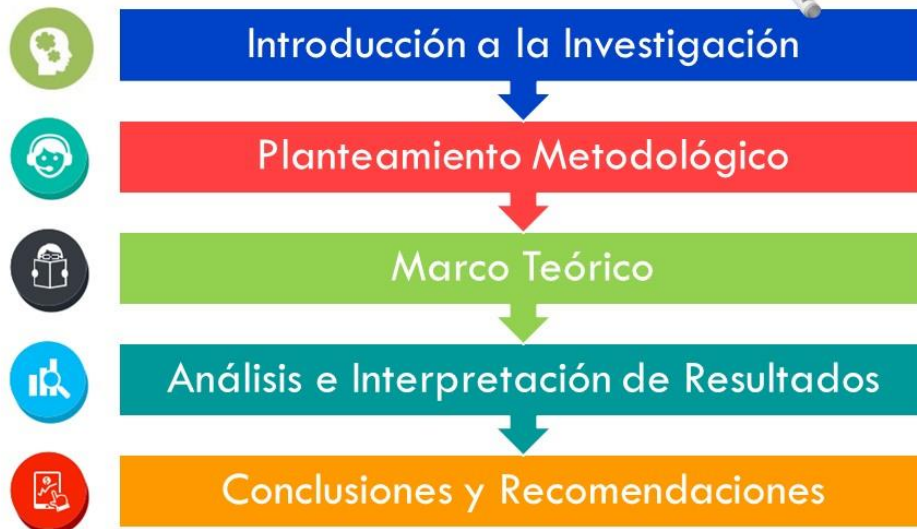 Introducción a la Investigación
Planteamiento Metodológico
Marco Teórico
Análisis e Interpretación de Resultados
Conclusiones y Recomendaciones